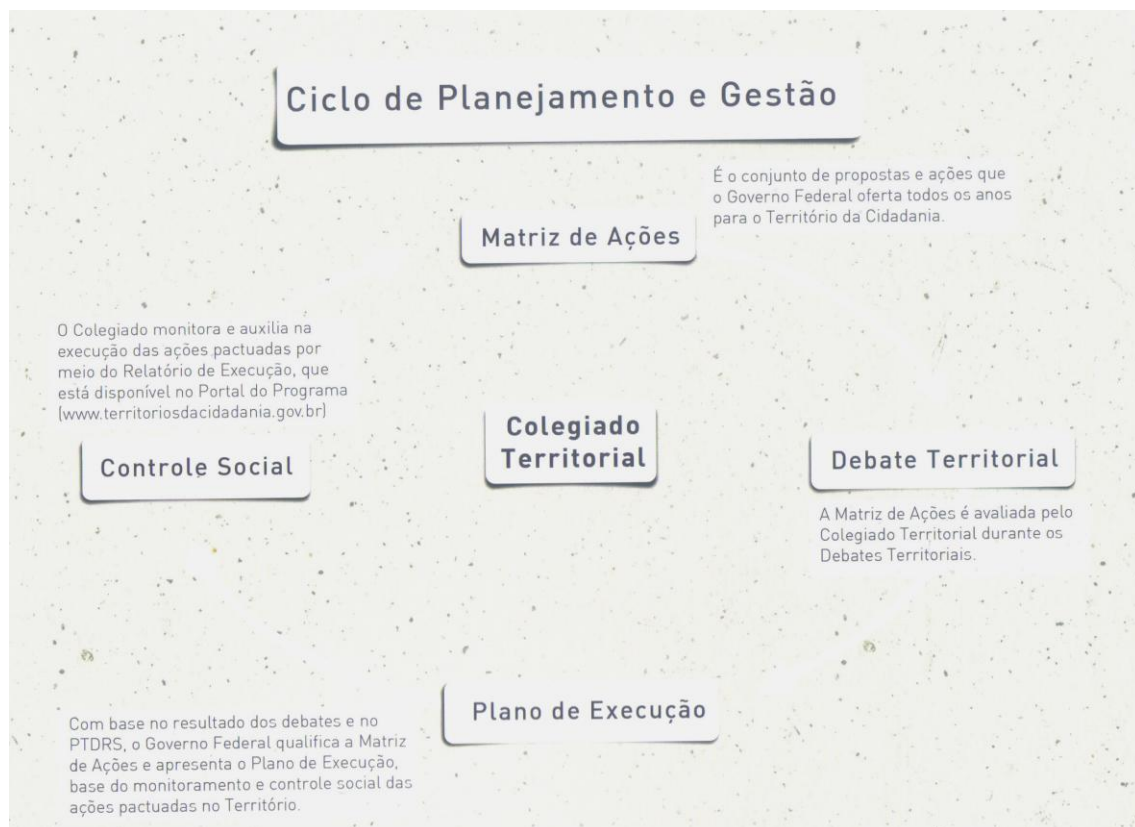 Ciclo de Planejamento e Gestão
É o conjunto de propostas e ações que
o Governo Federal oferta todos os anos
para o Território da Cidadania.
Matriz de Ações
O Colegiado monitora e auxilia na
execução das ações pactuadas por
meio do Relatório de Execução, que
está disponível no Portal do Programa
(www.territoriosdacidadania.gov.br)
Controle Social
Colegiado
Territorial
Debate Territorial
A Matriz de Ações é avaliada pelo
Colegiado Territorial durante os
Debates Territoriais.
Plano de Execução
Com base no resultado dos debates e no
PTDRS, o Governo Federal qualifica a Matriz
de Ações e apresenta o Plano de Execução,
base do monitoramento e controle social das
ações pactuadas no Território.